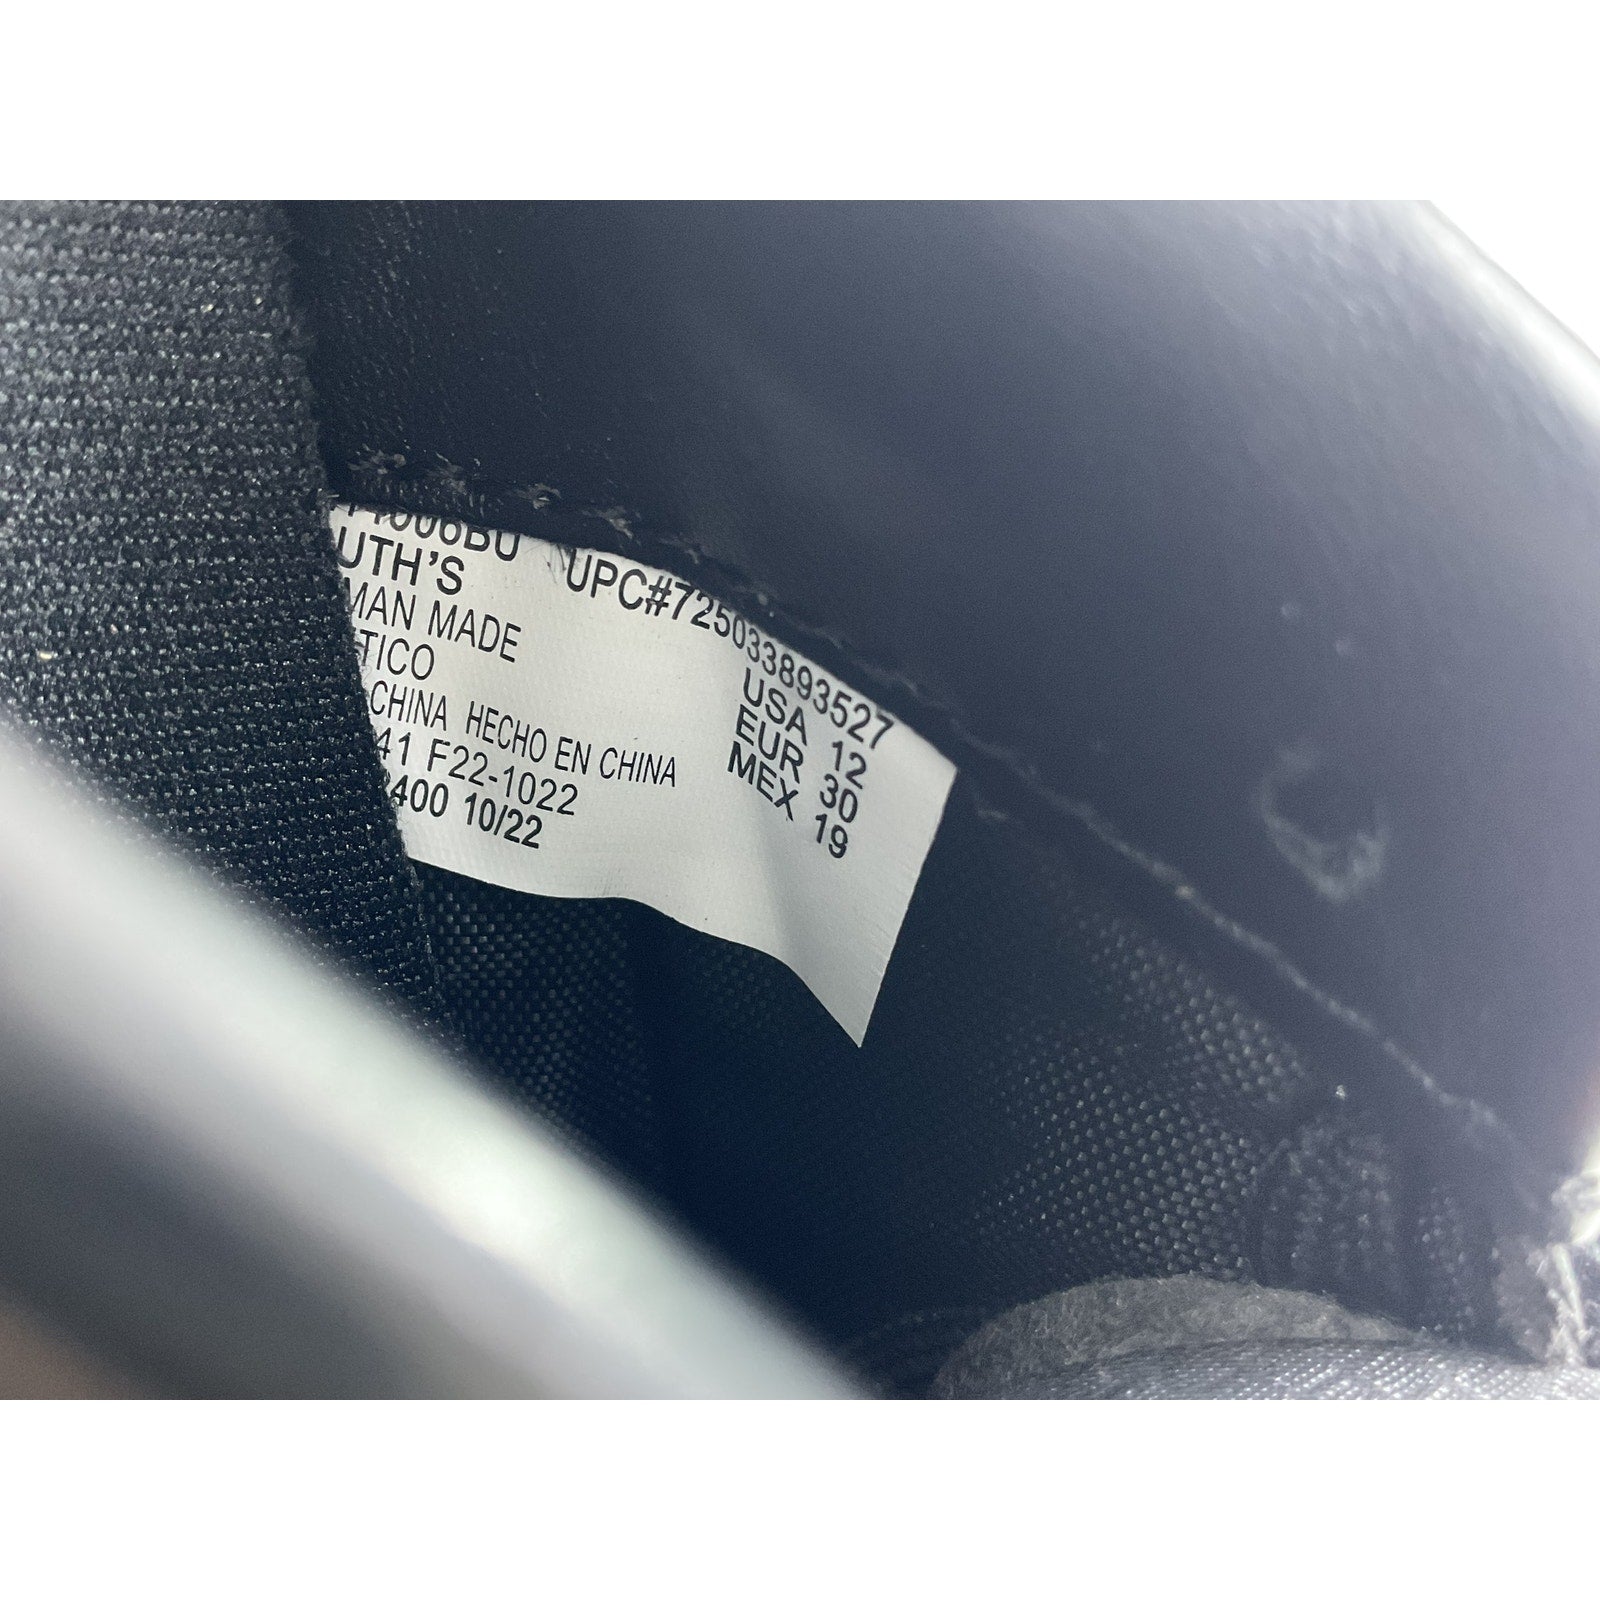 UPC#725033893527
UTH'S
MAN MADE
TICO
CHINA HECHO EN CHINA
41 F22-1022
400 10/22
USA 12
EUR 30
MEX 19